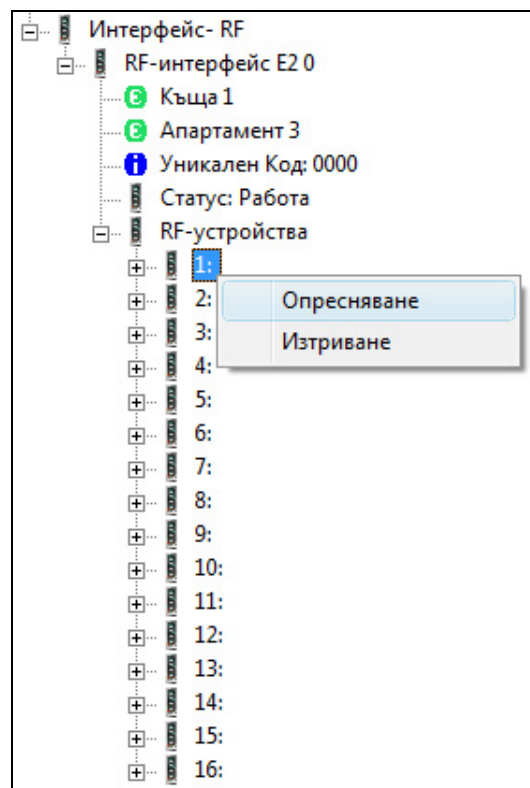 Интерфейс- RF
RF-интерфейс E2 0
Къща 1
Апартамент 3
Уникален Код: 0000
Статус: Работа
RF-устройства
1:
2:
Опресняване
3:
Изтриване
4:
5:
6:
7:
8:
9:
10:
11:
12:
13:
14:
15:
16: